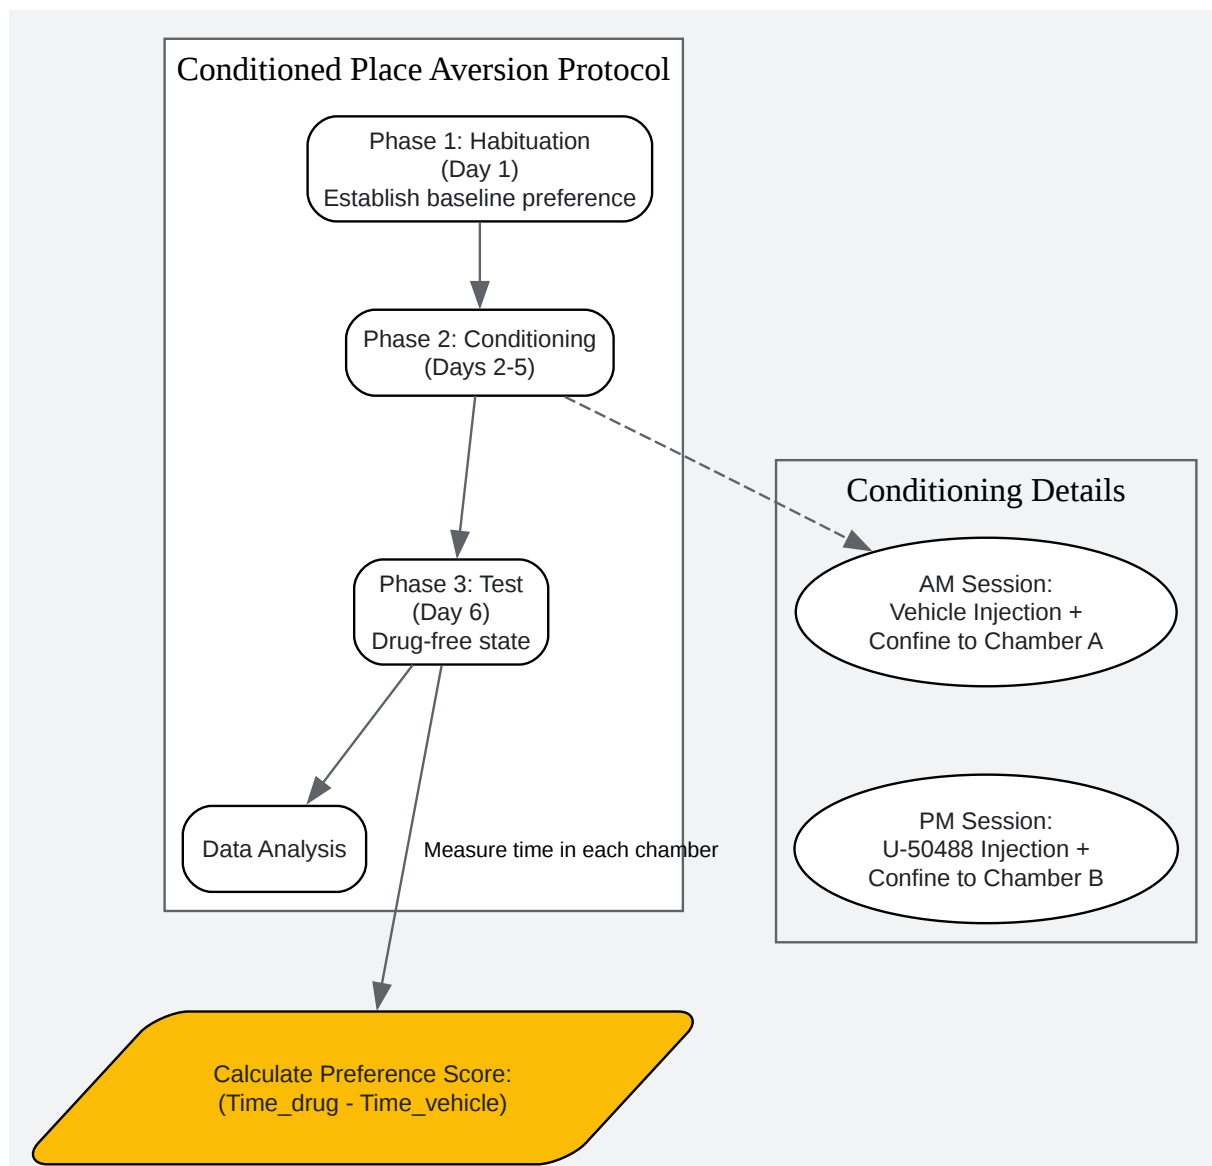 Conditioned Place Aversion Protocol
Phase 1: Habituation
(Day 1)
Establish baseline preference
Phase 2: Conditioning
(Days 2-5)
Conditioning Details
Phase 3: Test
(Day 6)
Drug-free state
AM Session:
Vehicle Injection +
Confine to Chamber A
Data Analysis
Measure time in each chamber
PM Session:
U-50488 Injection +
Confine to Chamber B
Calculate Preference Score:
(Time_drug - Time_vehicle)